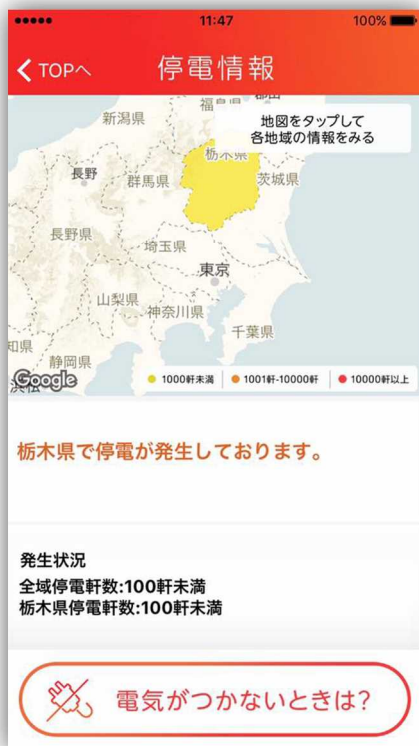 11:47
100%
TOPへ
停電情報
地図をタップして
各地域の情報をみる
新潟県
栃木県
長野
群馬県
茨城県
長野県
埼玉県
東京
山梨県
神奈川県
千葉県
静岡県
Google
1000軒未満
1001軒-10000軒
10000軒以上
栃木県で停電が発生しております。
発生状況
全域停電軒数:100軒未満
栃木県停電軒数:100軒未満
電気がつかないときは?